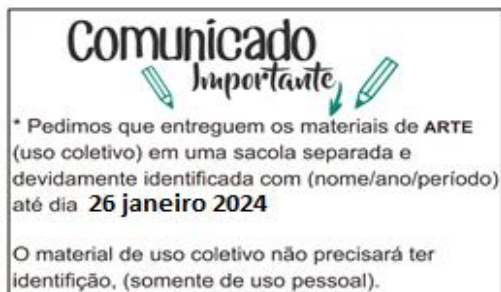 Comunicado
Importante
* Pedimos que entreguem os materiais de ARTE
(uso coletivo) em uma sacola separada e
devidamente identificada com (nome/ano/período)
até dia 26 janeiro 2024
O material de uso coletivo não precisará ter
identifição, (somente de uso pessoal).